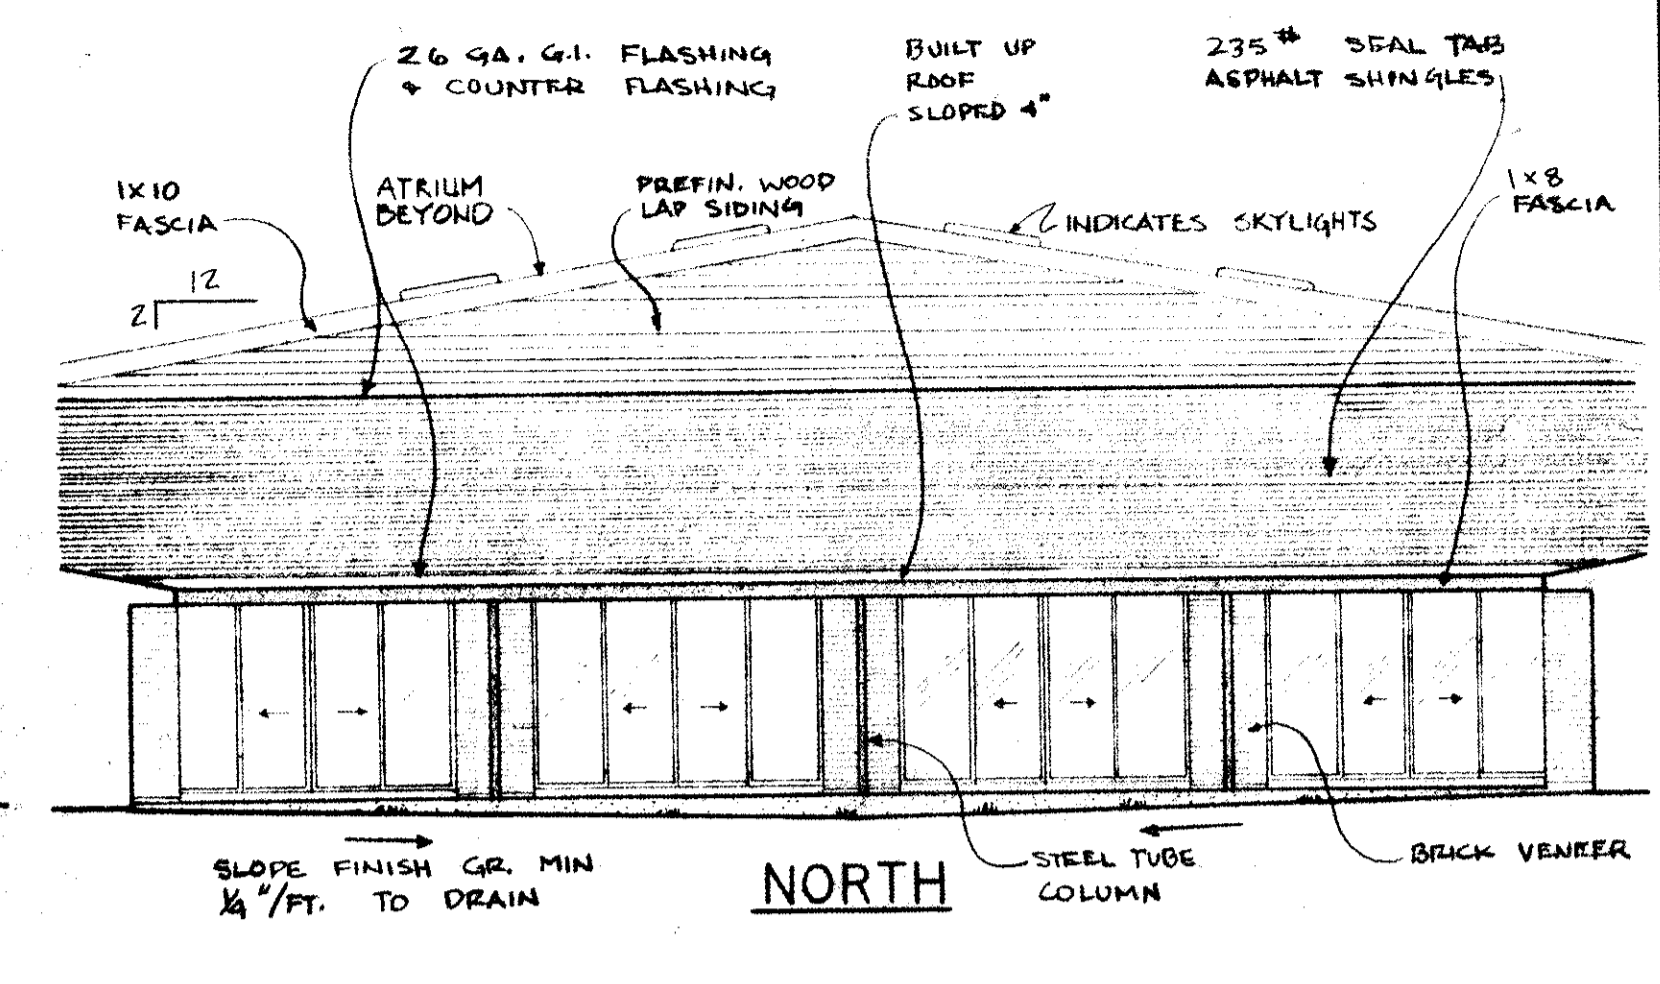 26 GA. G.I. FLASHING
& COUNTER FLASHING
BUILT UP
ROOF
SLOPED 4"
235# SEAL TAB
ASPHALT SHINGLES
1X10
FASCIA
ATRIUM
BEYOND
PREFIN. WOOD
LAP SIDING
INDICATES SKYLIGHTS
1X8
FASCIA
12
2
SLOPE FINISH GR. MIN
1/4"/FT. TO DRAIN
NORTH
STEEL TUBE
COLUMN
BRICK VENEER